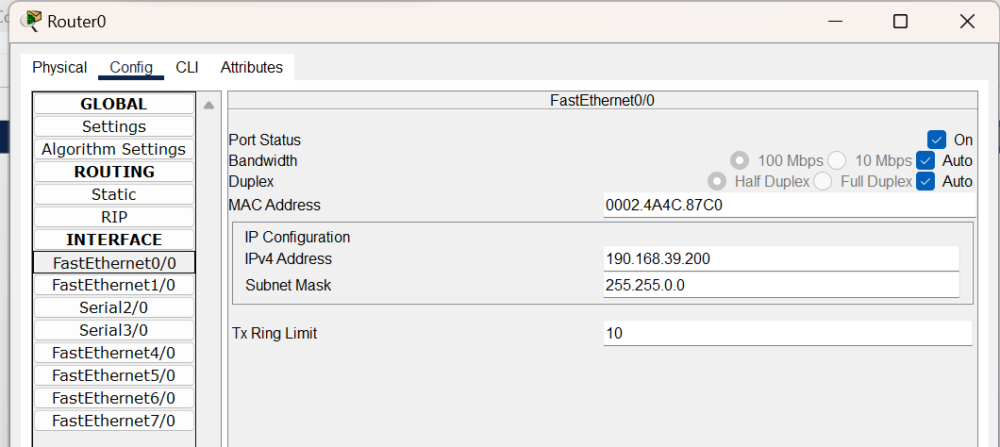 Router0
Physical Config CLI Attributes
GLOBAL
Settings
Algorithm Settings
ROUTING
Static
RIP
INTERFACE
FastEthernet0/0
FastEthernet1/0
Serial2/0
Serial3/0
FastEthernet4/0
FastEthernet5/0
FastEthernet6/0
FastEthernet7/0
FastEthernet0/0
Port Status On
Bandwidth 100 Mbps 10 Mbps Auto
Duplex Half Duplex Full Duplex Auto
MAC Address 0002.4A4C.87C0
IP Configuration
IPv4 Address 190.168.39.200
Subnet Mask 255.255.0.0
Tx Ring Limit 10